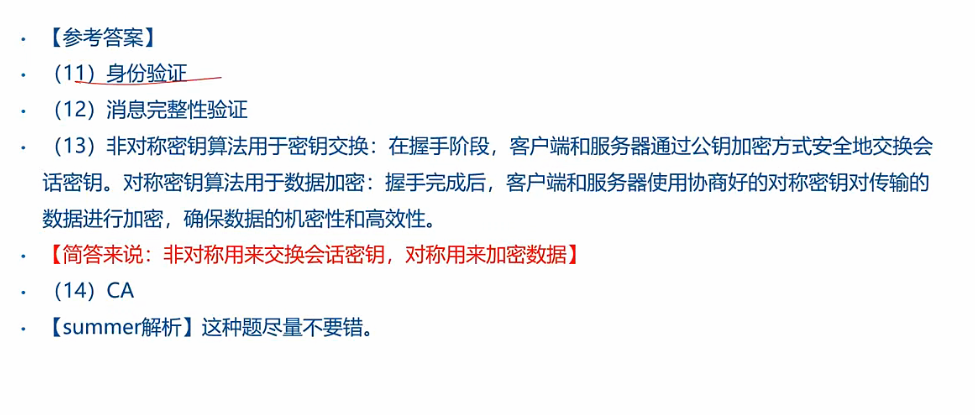 • 【参考答案】
• （11）身份验证
• （12）消息完整性验证
• （13）非对称密钥算法用于密钥交换：在握手阶段，客户端和服务器通过公钥加密方式安全地交换会
话密钥。对称密钥算法用于数据加密：握手完成后，客户端和服务器使用协商好的对称密钥对传输的
数据进行加密，确保数据的机密性和高效性。
• 【简答来说：非对称用来交换会话密钥，对称用来加密数据】
• （14）CA
• 【summer解析】这种题尽量不要错。